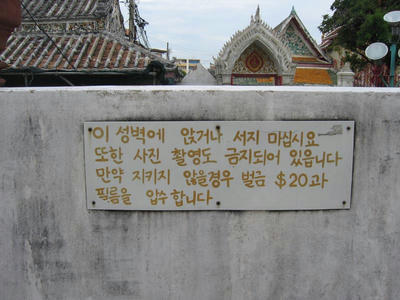 이 성벽에 앉거나 서지 마십시요
또한 사진 촬영도 금지되어 있읍니다
만약 지키지 않을경우 벌금 $20과
필름을 압수합니다.